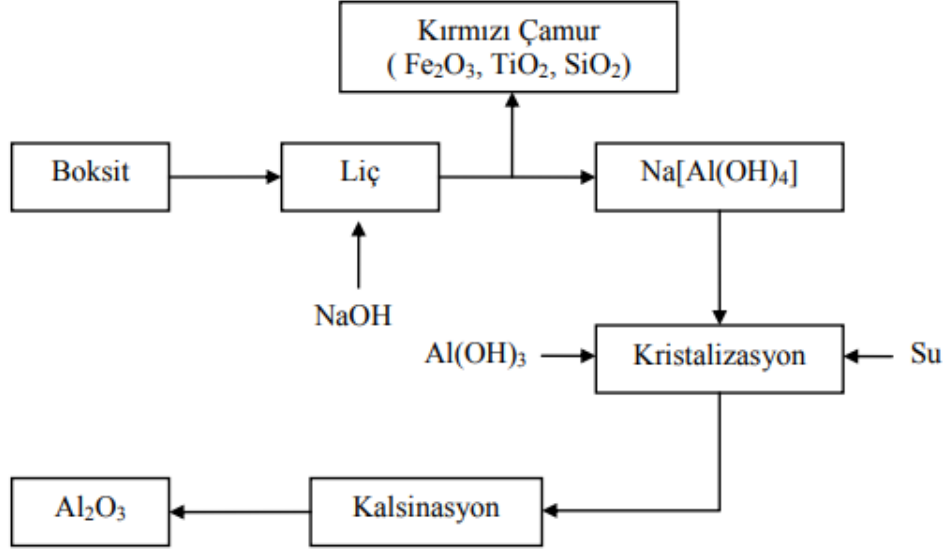 Kırmızı Çamur
( Fe₂O₃, TiO₂, SiO₂)
Boksit
Liç
Na[Al(OH)₄]
NaOH
Al(OH)₃
Kristalizasyon
Su
Al₂O₃
Kalsinasyon